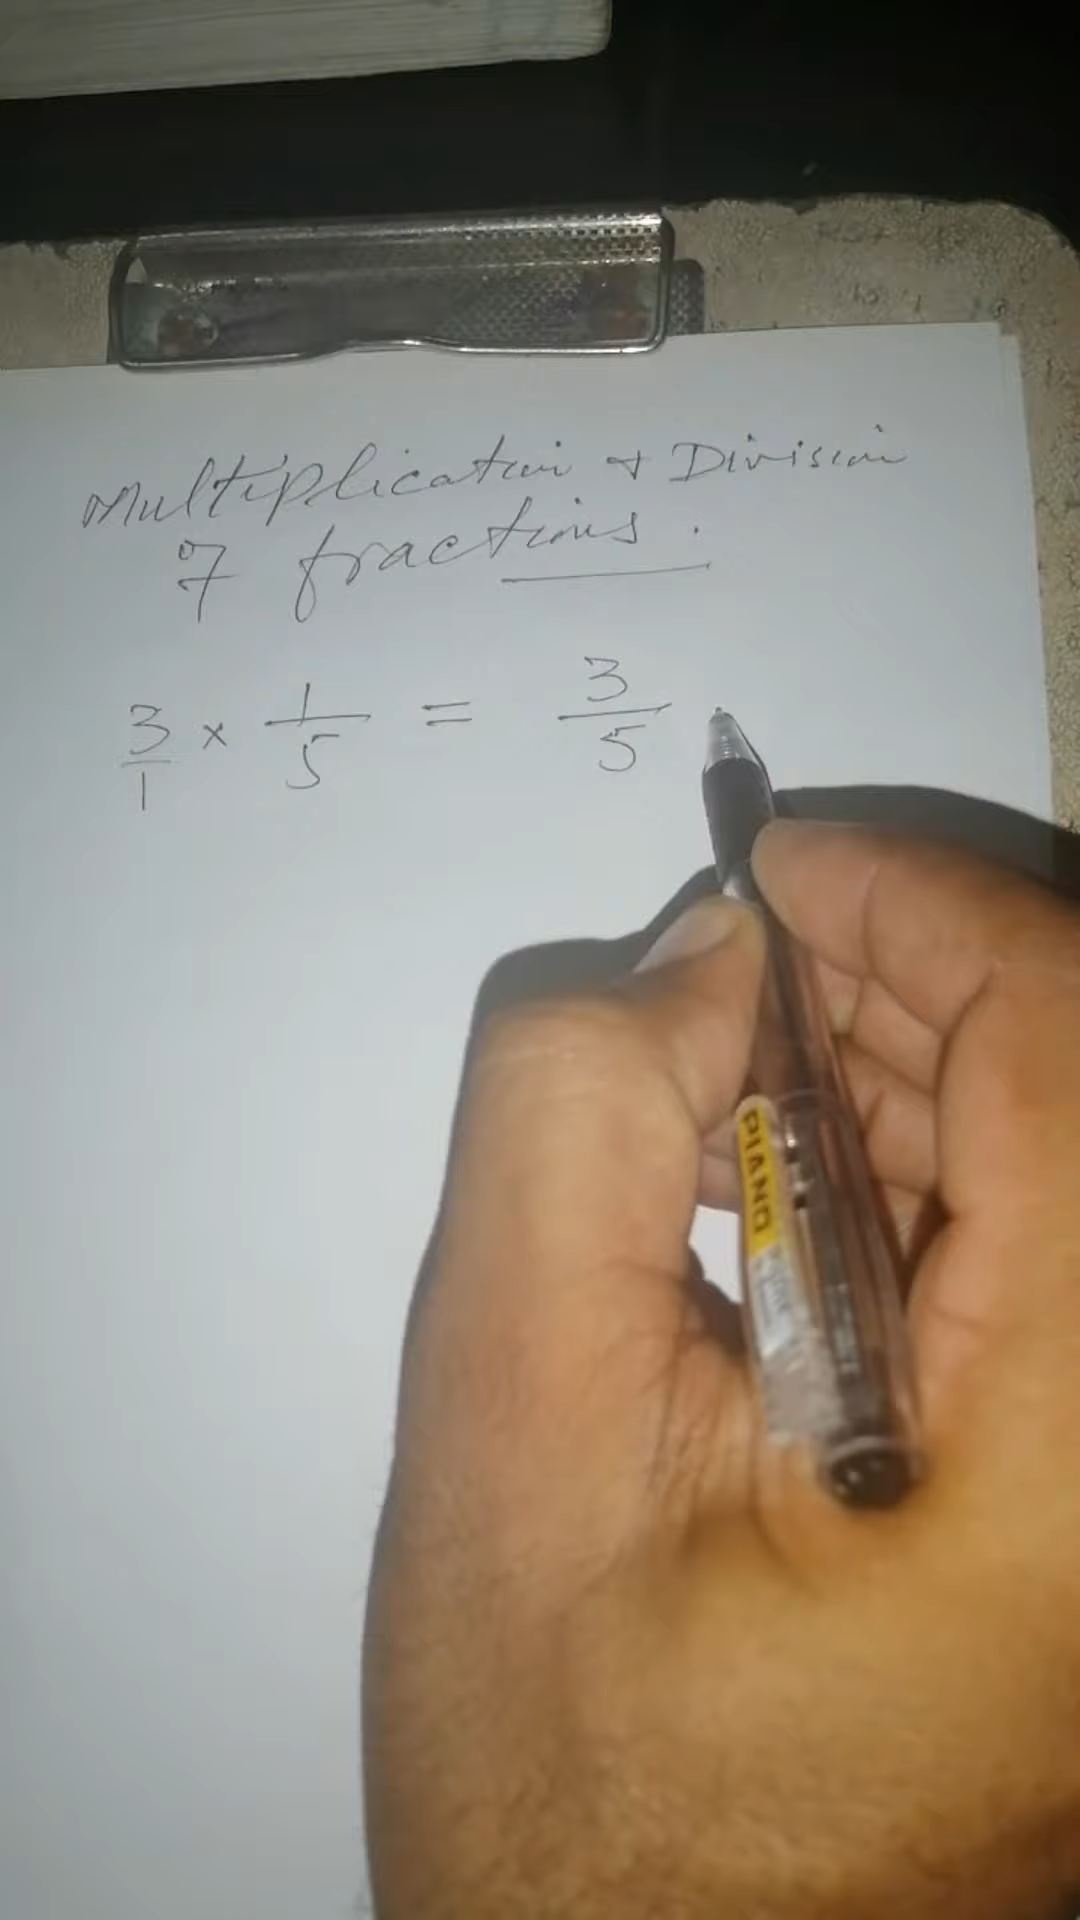 Multiplication & Division
of fractions.
3/1 × 1/5 = 3/5
PIANO